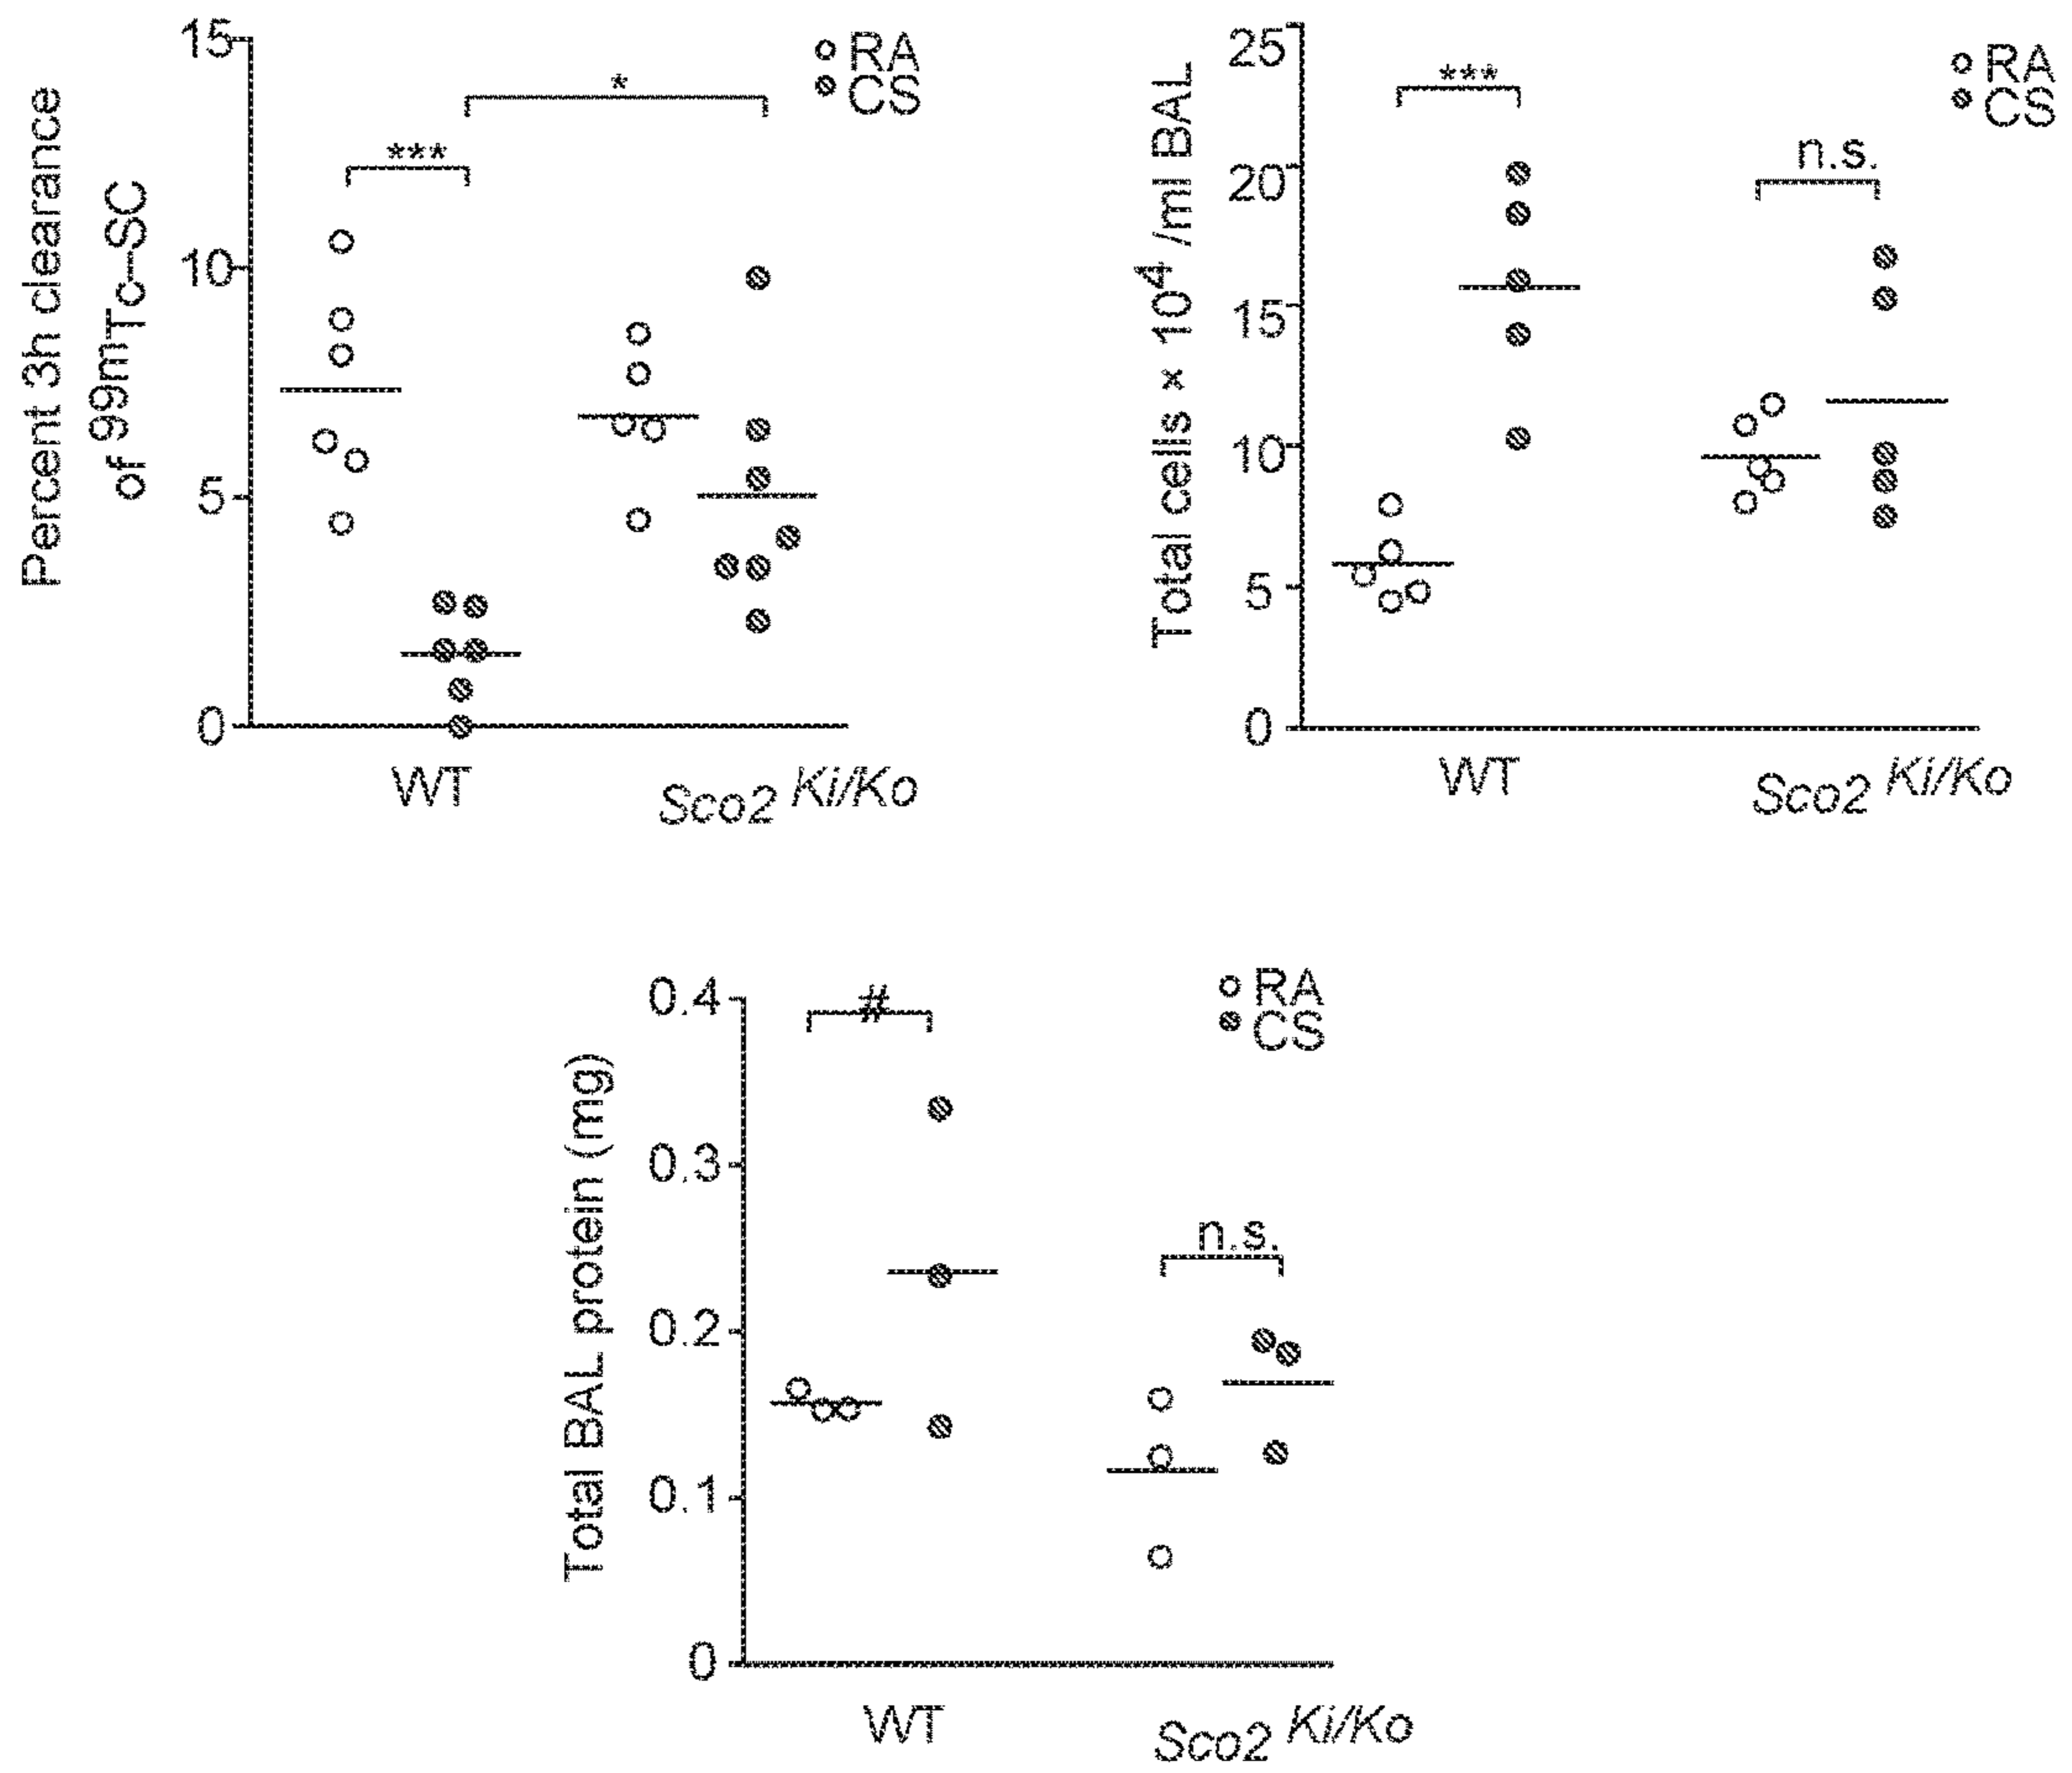 Percent 3h clearance
of 99mTc–SC
15
10
5
0
***
*
RA
CS
WT
Sco2 Ki/Ko
Total cells × 10⁴/ml BAL
25
20
15
10
5
0
***
n.s.
RA
CS
WT
Sco2 Ki/Ko
Total BAL protein (mg)
0.4
0.3
0.2
0.1
0
#
n.s.
RA
CS
WT
Sco2 Ki/Ko